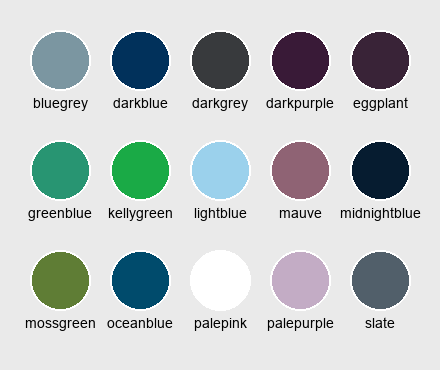 bluegrey darkblue darkgrey darkpurple eggplant
greenblue kellygreen lightblue mauve midnightblue
mossgreen oceanblue palepink palepurple slate